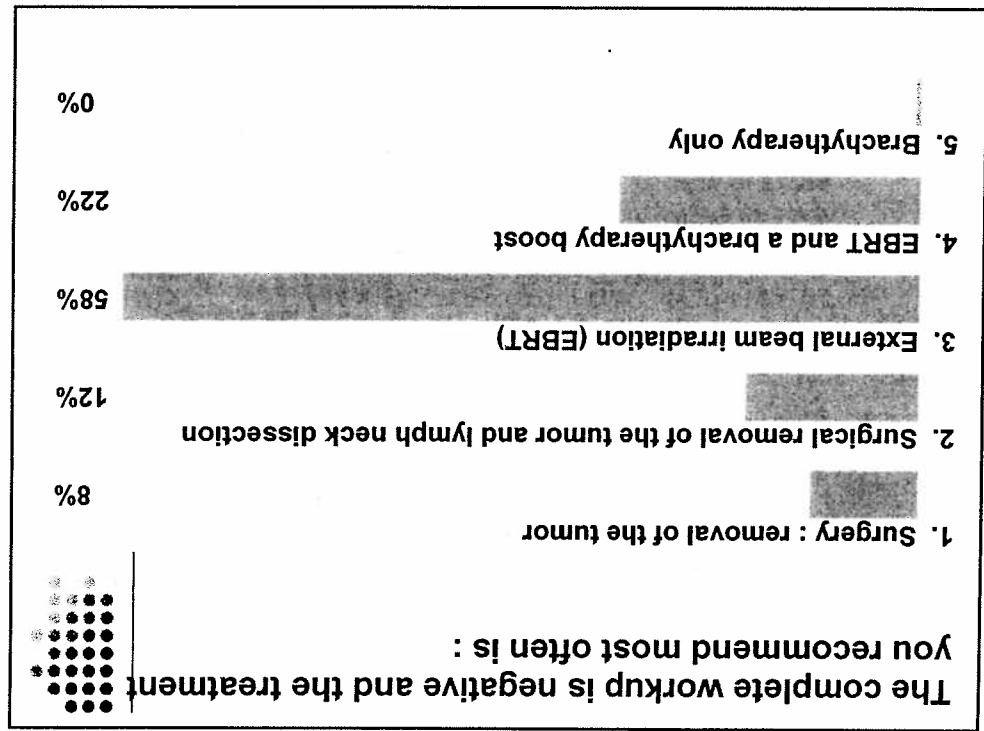 The complete workup is negative and the treatment
you recommend most often is :
1. Surgery : removal of the tumor
8%
2. Surgical removal of the tumor and lymph neck dissection
12%
3. External beam irradiation (EBRT)
58%
4. EBRT and a brachytherapy boost
22%
5. Brachytherapy only
0%